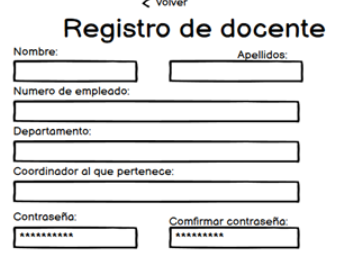 < Volver
Registro de docente
Nombre:
Apellidos:
Numero de empleado:
Departamento:
Coordinador al que pertenece:
Contraseña:
Comfirmar contraseña:
**********
*********